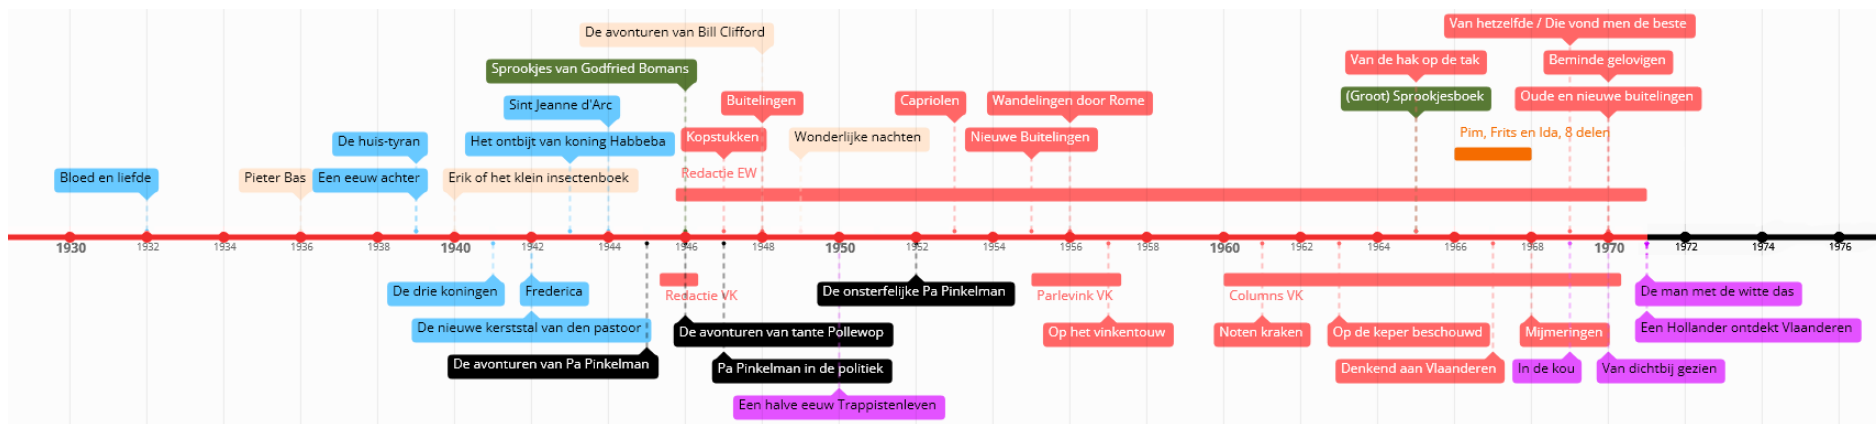 Van hetzelfde / Die vond men de beste
De avonturen van Bill Clifford
Van de hak op de tak
Beminde gelovigen
Sprookjes van Godfried Bomans
(Groot) Sprookjesboek
Oude en nieuwe buitelingen
Sint Jeanne d'Arc
Buitelingen
Capriolen
Wandelingen door Rome
De huis-tyran
Het ontbijt van koning Habbeba
Kopstukken
Wonderlijke nachten
Nieuwe Buitelingen
Pim, Frits en Ida, 8 delen
Bloed en liefde
Pieter Bas
Een eeuw achter
Erik of het klein insectenboek
Redactie EW
1930
1932
1934
1936
1938
1940
1942
1944
1946
1948
1950
1952
1954
1956
1958
1960
1962
1964
1966
1968
1970
1972
1974
1976
De drie koningen
Frederica
Redactie VK
De onsterfelijke Pa Pinkelman
Parlevink VK
Columns VK
De man met de witte das
De nieuwe kerststal van den pastoor
De avonturen van tante Pollewop
Op het vinkentouw
Noten kraken
Op de keper beschouwd
Mijmeringen
Een Hollander ontdekt Vlaanderen
De avonturen van Pa Pinkelman
Pa Pinkelman in de politiek
Denkend aan Vlaanderen
In de kou
Van dichtbij gezien
Een halve eeuw Trappistenleven